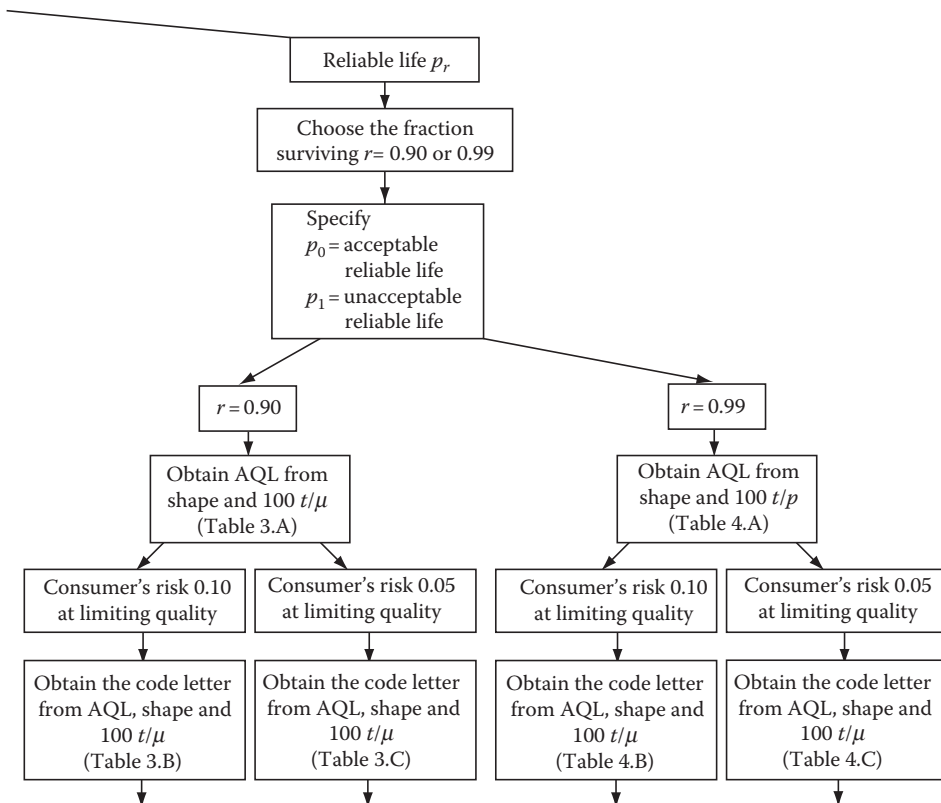 Reliable life pᵣ
Choose the fraction
surviving r= 0.90 or 0.99
Specify
p₀ = acceptable
reliable life
p₁ = unacceptable
reliable life
r = 0.90
r = 0.99
Obtain AQL from
shape and 100 t/μ
(Table 3.A)
Obtain AQL from
shape and 100 t/p
(Table 4.A)
Consumer’s risk 0.10
at limiting quality
Consumer’s risk 0.05
at limiting quality
Consumer’s risk 0.10
at limiting quality
Consumer’s risk 0.05
at limiting quality
Obtain the code letter
from AQL, shape and
100 t/μ
(Table 3.B)
Obtain the code letter
from AQL, shape and
100 t/μ
(Table 3.C)
Obtain the code letter
from AQL, shape and
100 t/μ
(Table 4.B)
Obtain the code letter
from AQL, shape and
100 t/μ
(Table 4.C)